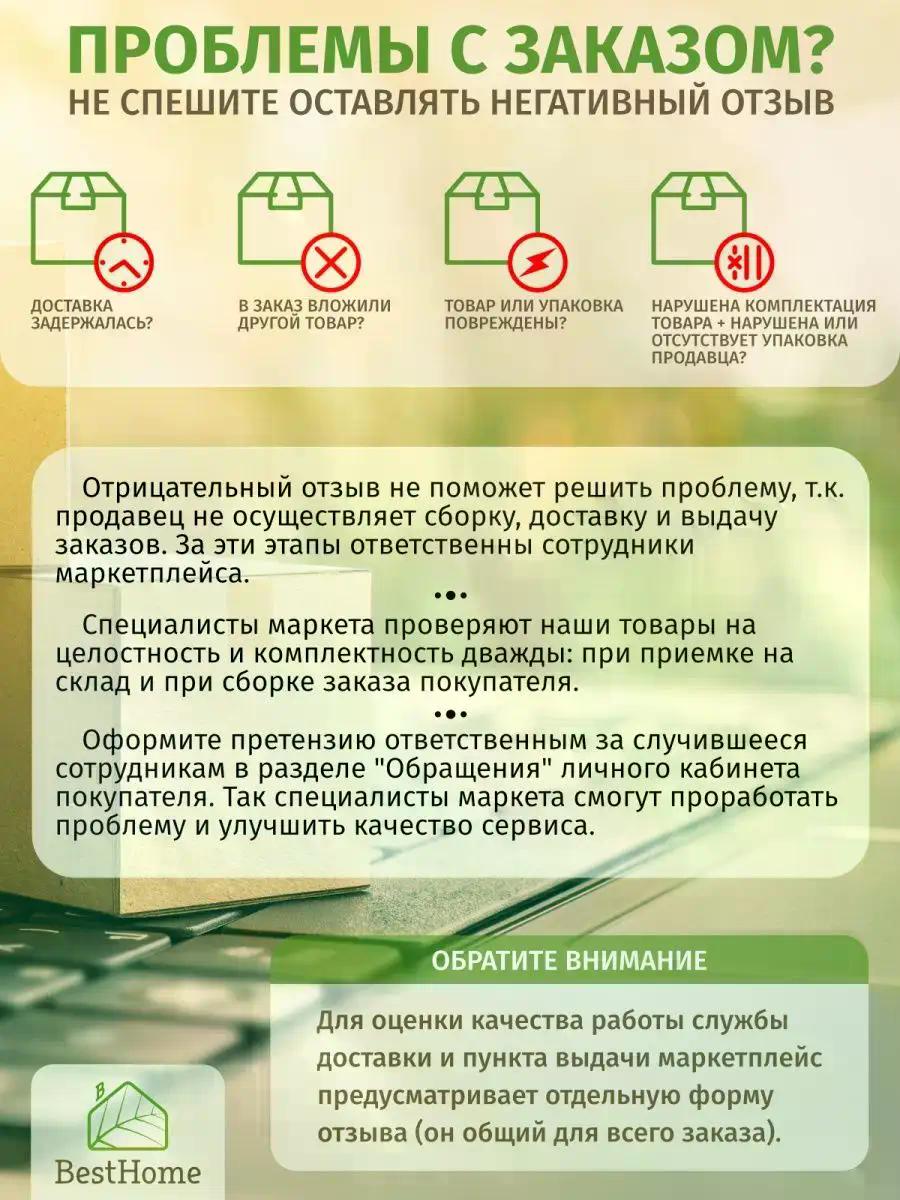 ПРОБЛЕМЫ С ЗАКАЗОМ?
НЕ СПЕШИТЕ ОСТАВЛЯТЬ НЕГАТИВНЫЙ ОТЗЫВ
ДОСТАВКА
ЗАДЕРЖАЛАСЬ?
В ЗАКАЗ ВЛОЖИЛИ
ДРУГОЙ ТОВАР?
ТОВАР ИЛИ УПАКОВКА
ПОВРЕЖДЕНЫ?
НАРУШЕНА КОМПЛЕКТАЦИЯ
ТОВАРА + НАРУШЕНА ИЛИ
ОТСУТСТВУЕТ УПАКОВКА
ПРОДАВЦА?
Отрицательный отзыв не поможет решить проблему, т.к.
продавец не осуществляет сборку, доставку и выдачу
заказов. За эти этапы ответственны сотрудники
маркетплейса.
Специалисты маркета проверяют наши товары на
целостность и комплектность дважды: при приемке на
склад и при сборке заказа покупателя.
Оформите претензию ответственным за случившееся
сотрудникам в разделе "Обращения" личного кабинета
покупателя. Так специалисты маркета смогут проработать
проблему и улучшить качество сервиса.
ОБРАТИТЕ ВНИМАНИЕ
Для оценки качества работы службы
доставки и пункта выдачи маркетплейс
предусматривает отдельную форму
отзыва (он общий для всего заказа).
B
BestHome